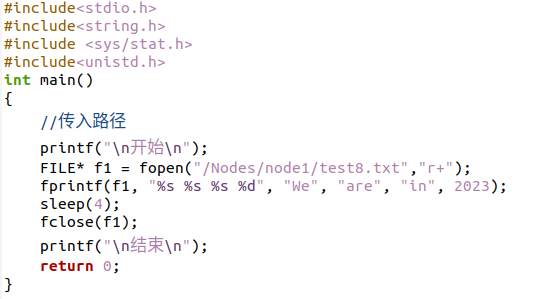 #include<stdio.h>
#include<string.h>
#include <sys/stat.h>
#include<unistd.h>
int main()
{
    //传入路径
    printf("\n开始\n");
    FILE* f1 = fopen("/Nodes/node1/test8.txt","r+");
    fprintf(f1, "%s %s %s %d", "We", "are", "in", 2023);
    sleep(4);
    fclose(f1);
    printf("\n结束\n");
    return 0;
}